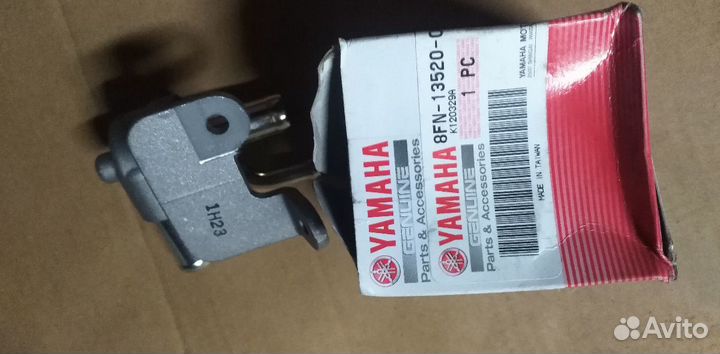 YAMAHA
GENUINE
Parts & Accessories
YAMAHA
GENUINE
Parts & Accessories
8FN-13520-0
K120329A
1 PC
MADE IN TAIWAN
YAMAHA MOT
1H23
Avito